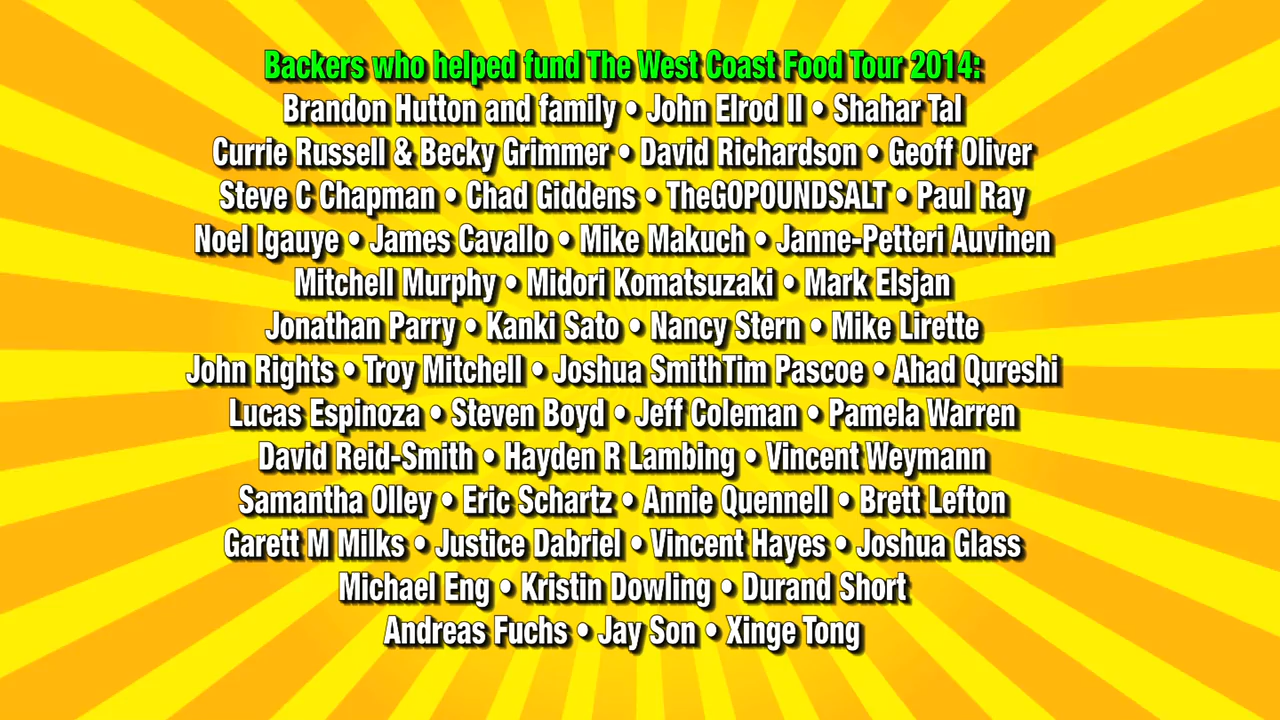 Backers who helped fund The West Coast Food Tour 2014:
Brandon Hutton and family • John Elrod II • Shahar Tal
Currie Russell & Becky Grimmer • David Richardson • Geoff Oliver
Steve C Chapman • Chad Giddens • TheGOPOUNDSALT • Paul Ray
Noel Igauye • James Cavallo • Mike Makuch • Janne-Petteri Auvinen
Mitchell Murphy • Midori Komatsuzaki • Mark Elsjan
Jonathan Parry • Kanki Sato • Nancy Stern • Mike Lirette
John Rights • Troy Mitchell • Joshua SmithTim Pascoe • Ahad Qureshi
Lucas Espinoza • Steven Boyd • Jeff Coleman • Pamela Warren
David Reid-Smith • Hayden R Lambing • Vincent Weymann
Samantha Olley • Eric Schartz • Annie Quennell • Brett Lefton
Garett M Milks • Justice Dabriel • Vincent Hayes • Joshua Glass
Michael Eng • Kristin Dowling • Durand Short
Andreas Fuchs • Jay Son • Xinge Tong